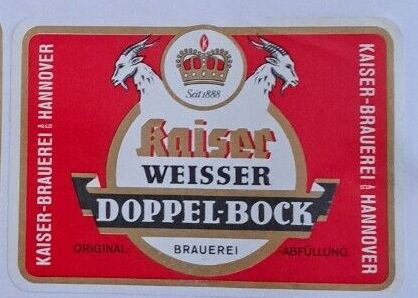 K
Seit 1888
Kaiser
WEISSER
DOPPEL-BOCK
ORIGINAL- BRAUEREI -ABFÜLLUNG
KAISER-BRAUEREI HANNOVER
KAISER-BRAUEREI HANNOVER